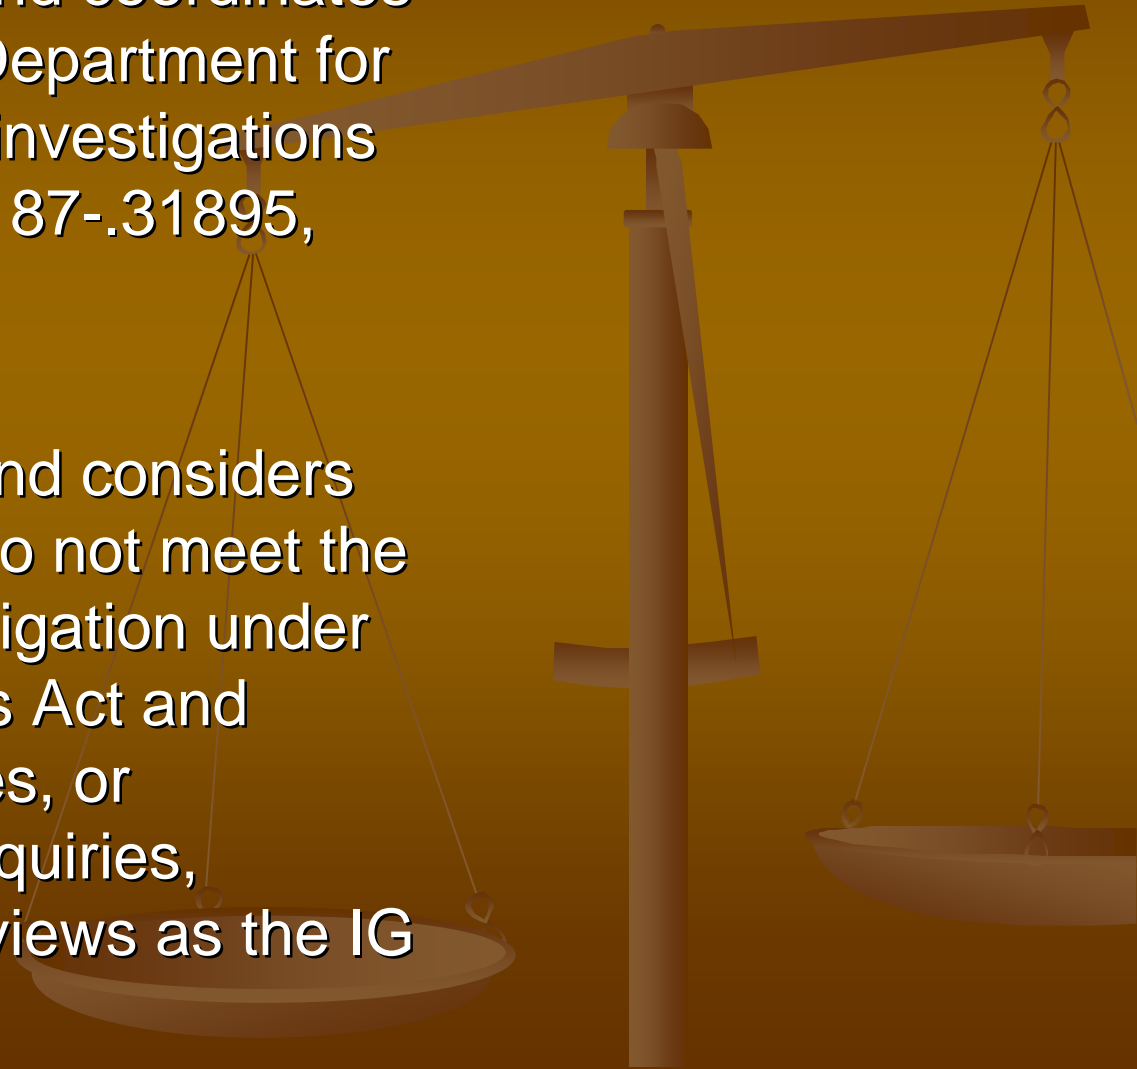 nd coordinates
Department for
investigations
87-.31895,
nd considers
o not meet the
igation under
s Act and
es, or
quiries,
views as the IG